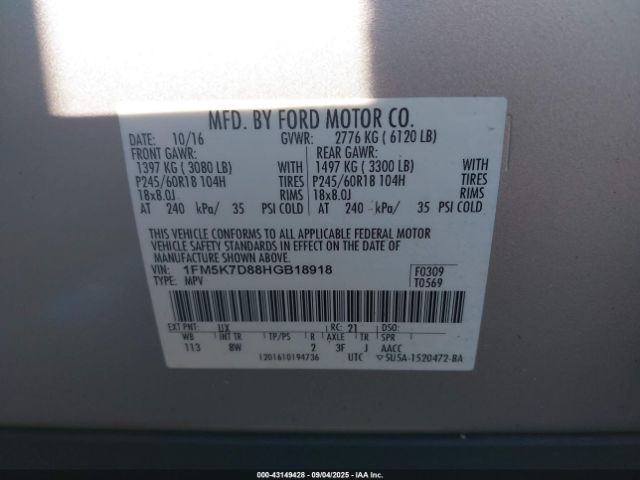 MFD. BY FORD MOTOR CO.
DATE: 10/16 GVWR: 2776 KG ( 6120 LB)
FRONT GAWR: REAR GAWR:
1397 KG ( 3080 LB) WITH 1497 KG ( 3300 LB) WITH
P245/60R18 104H TIRES P245/60R18 104H TIRES
18x8.0J RIMS 18x8.0J RIMS
AT 240 kPa/ 35 PSI COLD AT 240 kPa/ 35 PSI COLD
THIS VEHICLE CONFORMS TO ALL APPLICABLE FEDERAL MOTOR
VEHICLE SAFETY STANDARDS IN EFFECT ON THE DATE OF
MANUFACTURE SHOWN ABOVE.
VIN: 1FM5K7D88HGB18918 F0309
TYPE: MPV T0569
EXT PNT: UX RC: 21 DSO:
WB INT TR TP/PS R AXLE TR SPR
113 8W 2 3F J AACC
1201610194736 UTC ▽5U5A-1520472-BA
000-43149428 - 09/04/2025 - IAA Inc.